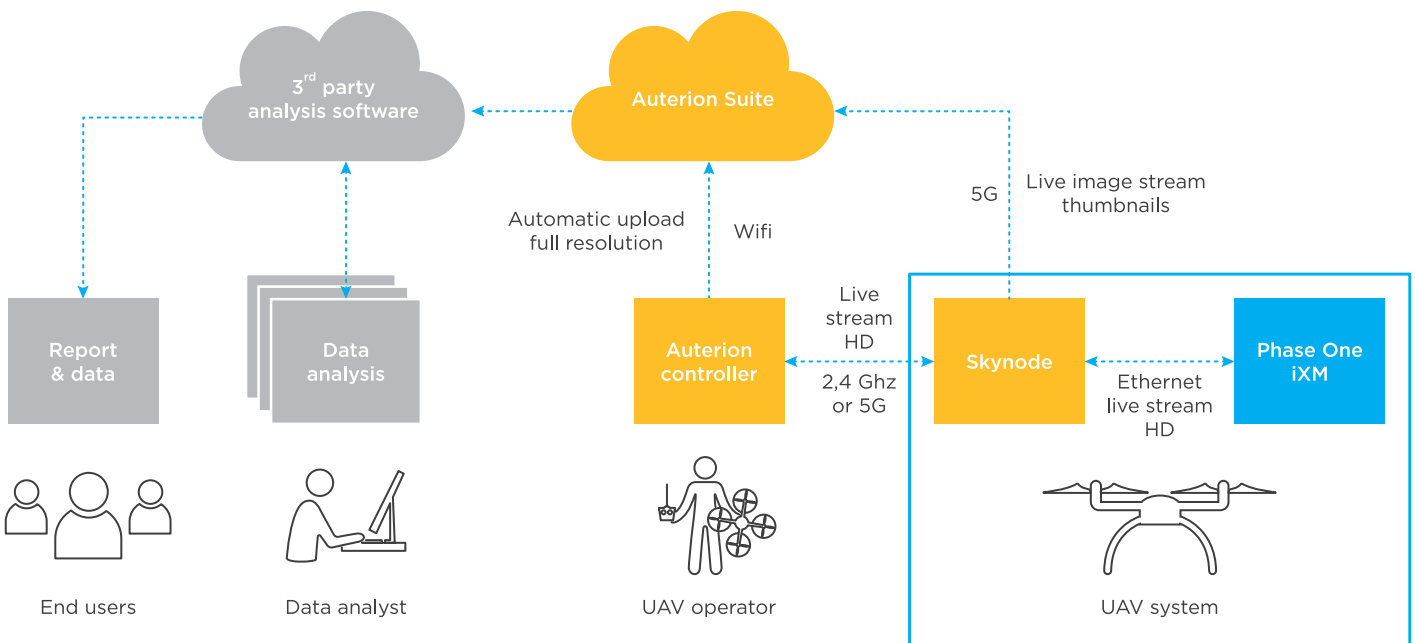 3rd party
analysis software
Auterion Suite
5G
Live image stream
thumbnails
Automatic upload
full resolution
Wifi
Report
& data
Data
analysis
Auterion
controller
Live
stream
HD
2,4 Ghz
or 5G
Skynode
Ethernet
live stream
HD
Phase One
iXM
End users
Data analyst
UAV operator
UAV system